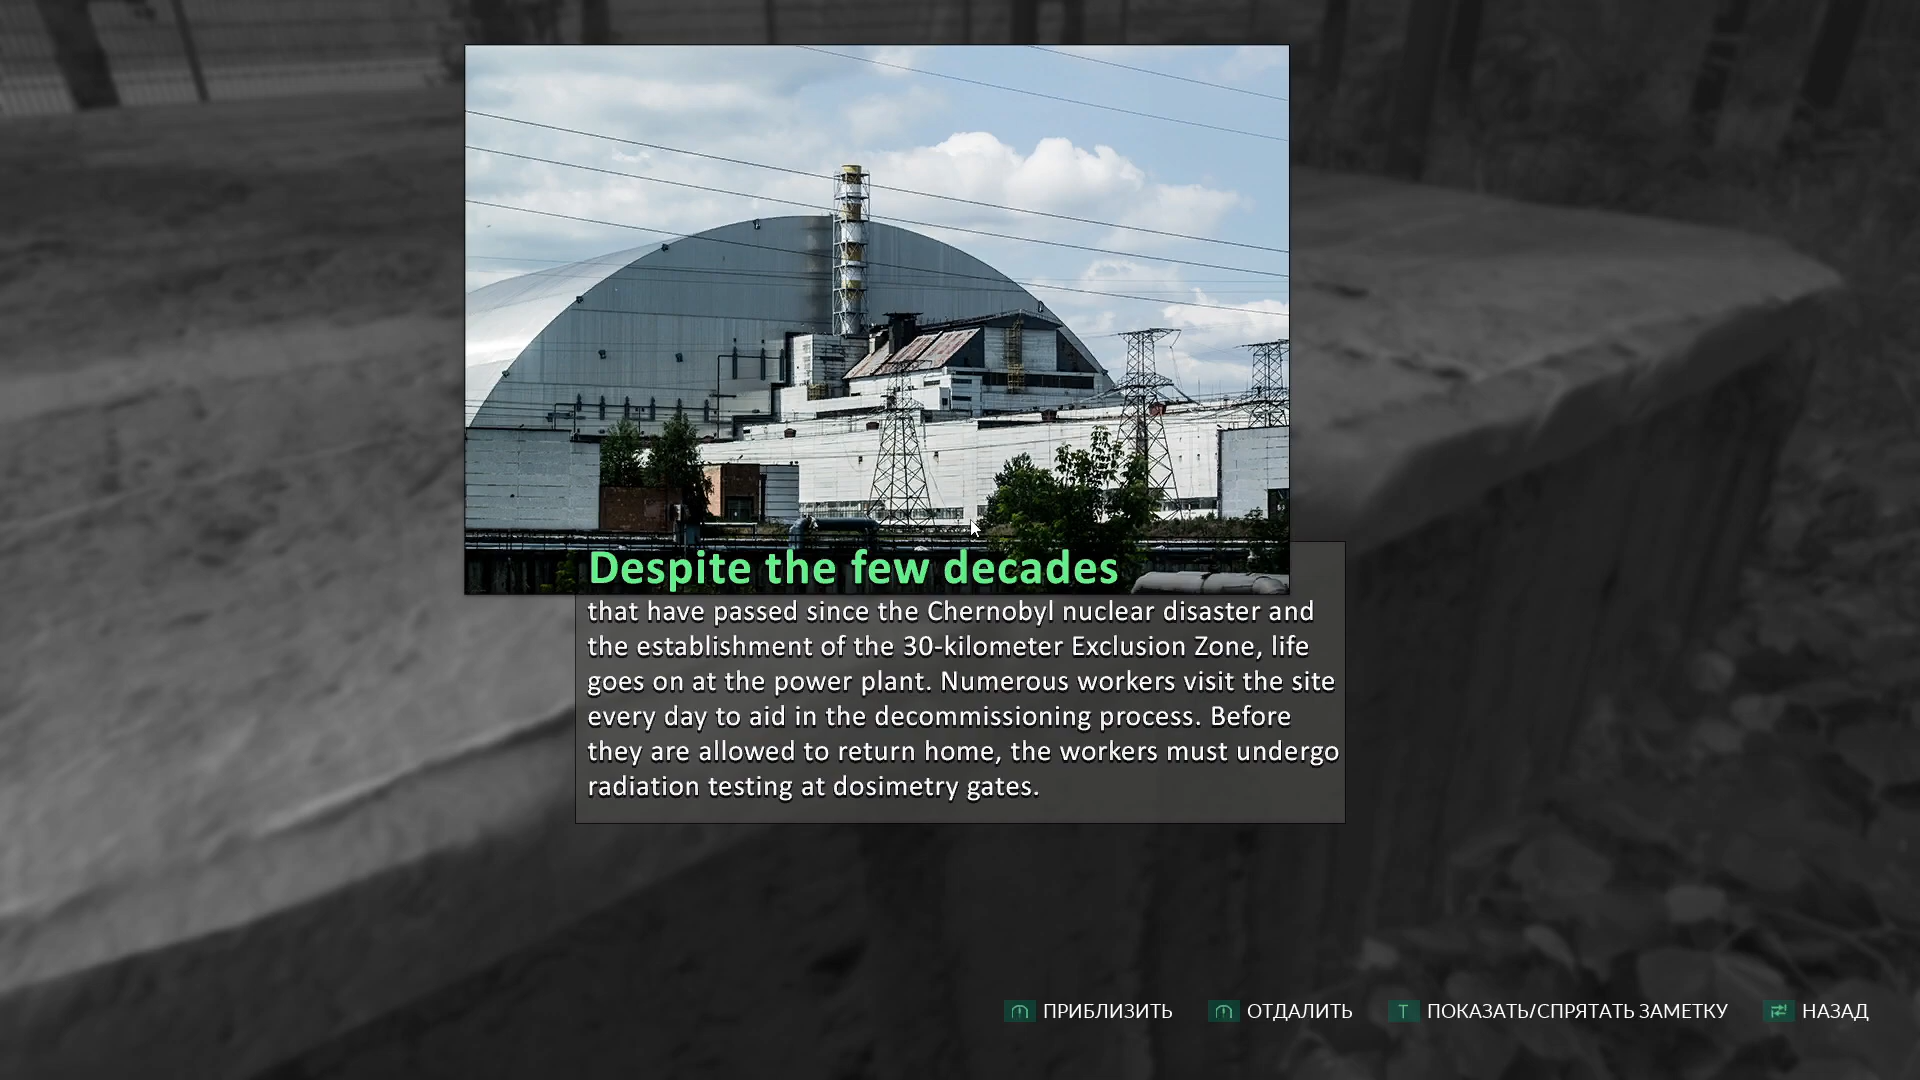 Despite the few decades
that have passed since the Chernobyl nuclear disaster and
the establishment of the 30-kilometer Exclusion Zone, life
goes on at the power plant. Numerous workers visit the site
every day to aid in the decommissioning process. Before
they are allowed to return home, the workers must undergo
radiation testing at dosimetry gates.
ПРИБЛИЗИТЬ ОТДАЛИТЬ T ПОКАЗАТЬ/СПРЯТАТЬ ЗАМЕТКУ НАЗАД